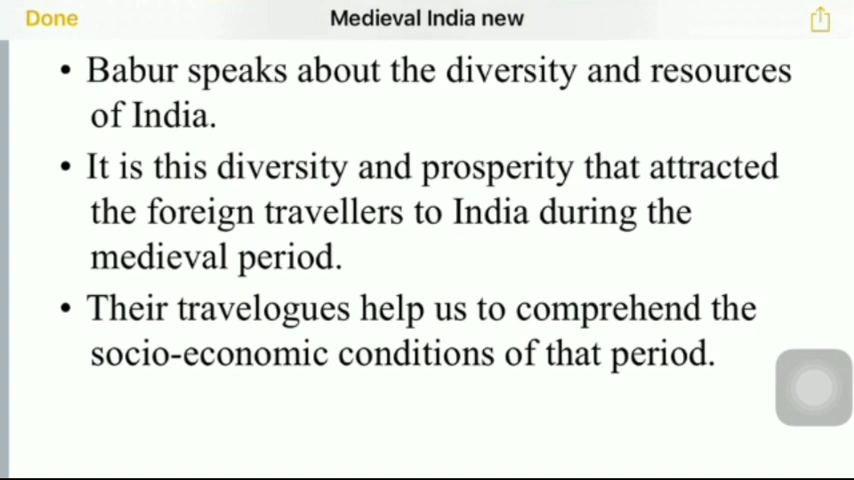 Done
Medieval India new
• Babur speaks about the diversity and resources
of India.
• It is this diversity and prosperity that attracted
the foreign travellers to India during the
medieval period.
• Their travelogues help us to comprehend the
socio-economic conditions of that period.